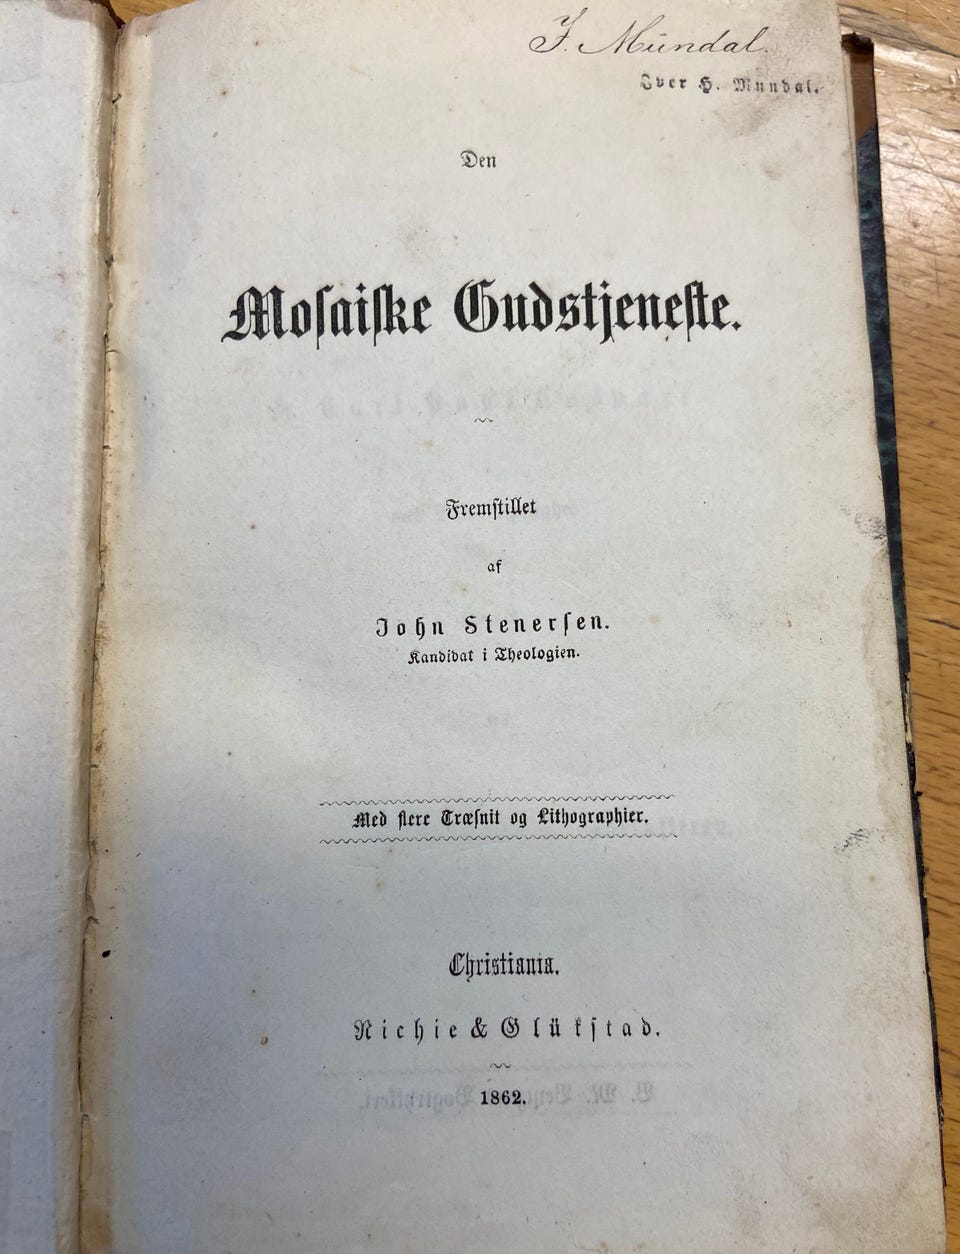 J. Mündal.
Iver H. Mundal.
Den
Mosaiske Gudstjeneste.
Fremstillet
af
John Stenersen.
Kandidat i Theologien.
Med flere Træsnit og Lithographier.
Christiania.
Richie & Glükstad.
1862.